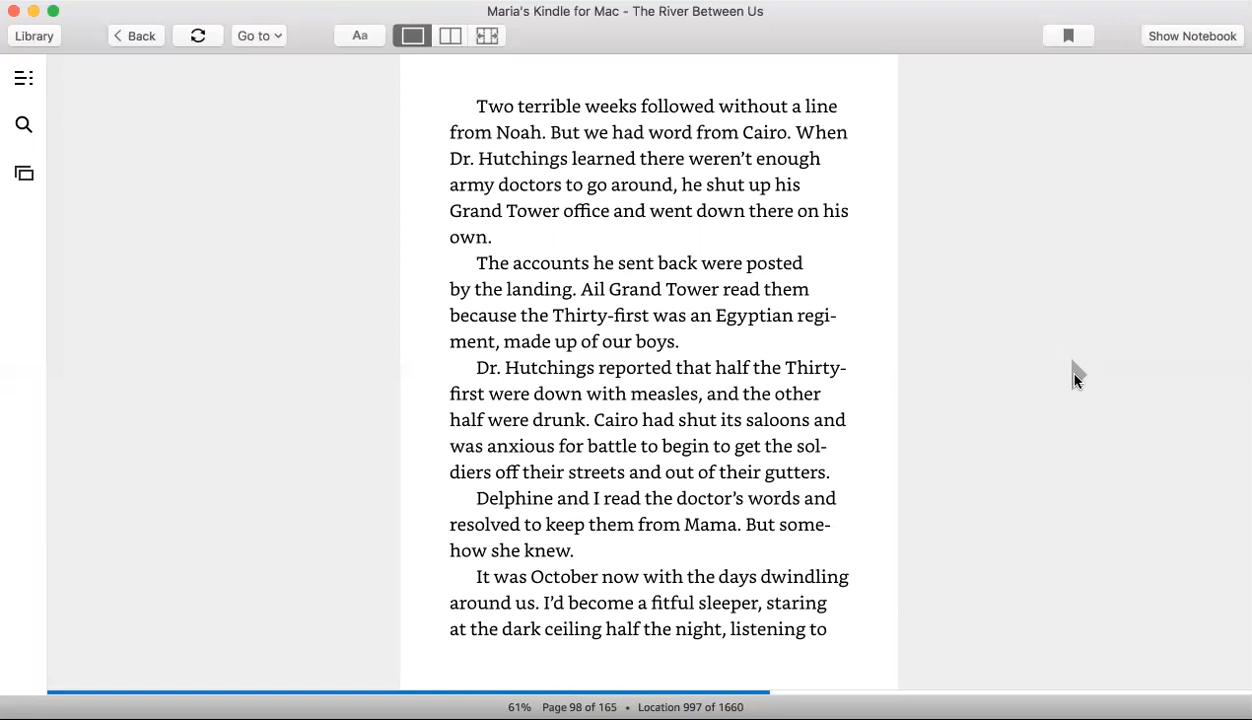 Maria's Kindle for Mac - The River Between Us
Library
Back
Go to
Aa
Show Notebook
Two terrible weeks followed without a line
from Noah. But we had word from Cairo. When
Dr. Hutchings learned there weren’t enough
army doctors to go around, he shut up his
Grand Tower office and went down there on his
own.
The accounts he sent back were posted
by the landing. Ail Grand Tower read them
because the Thirty-first was an Egyptian regi-
ment, made up of our boys.
Dr. Hutchings reported that half the Thirty-
first were down with measles, and the other
half were drunk. Cairo had shut its saloons and
was anxious for battle to begin to get the sol-
diers off their streets and out of their gutters.
Delphine and I read the doctor’s words and
resolved to keep them from Mama. But some-
how she knew.
It was October now with the days dwindling
around us. I’d become a fitful sleeper, staring
at the dark ceiling half the night, listening to
61% Page 98 of 165 • Location 997 of 1660